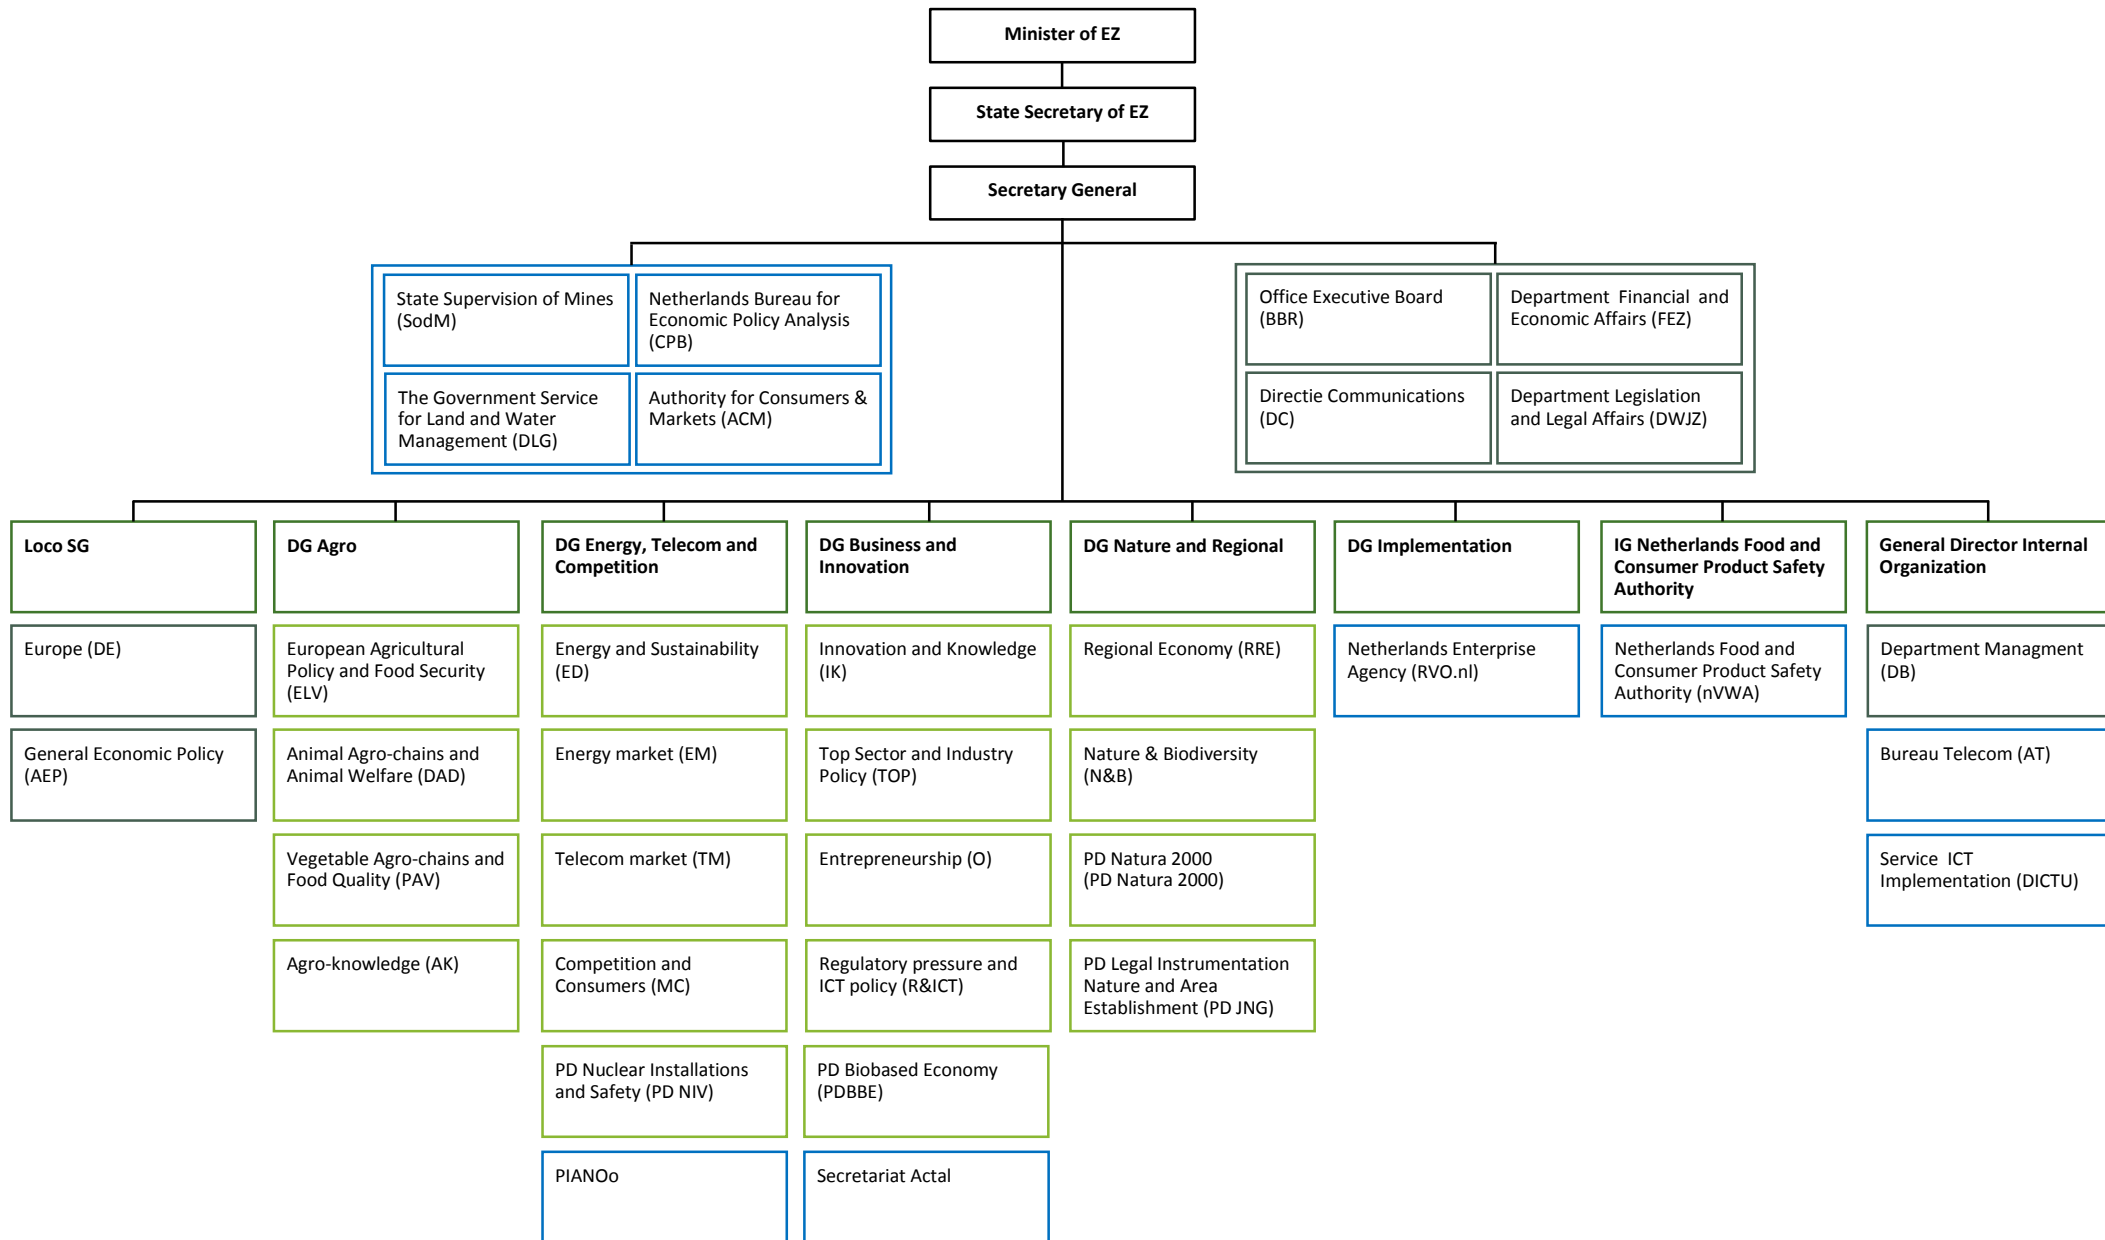 Minister of EZ
State Secretary of EZ
Secretary General
State Supervision of Mines
(SodM)
Netherlands Bureau for
Economic Policy Analysis
(CPB)
The Government Service
for Land and Water
Management (DLG)
Authority for Consumers &
Markets (ACM)
Office Executive Board
(BBR)
Department Financial and
Economic Affairs (FEZ)
Directie Communications
(DC)
Department Legislation
and Legal Affairs (DWJZ)
Loco SG
Europe (DE)
General Economic Policy
(AEP)
DG Agro
European Agricultural
Policy and Food Security
(ELV)
Animal Agro-chains and
Animal Welfare (DAD)
Vegetable Agro-chains and
Food Quality (PAV)
Agro-knowledge (AK)
DG Energy, Telecom and
Competition
Energy and Sustainability
(ED)
Energy market (EM)
Telecom market (TM)
Competition and
Consumers (MC)
PD Nuclear Installations
and Safety (PD NIV)
PIANOo
DG Business and
Innovation
Innovation and Knowledge
(IK)
Top Sector and Industry
Policy (TOP)
Entrepreneurship (O)
Regulatory pressure and
ICT policy (R&ICT)
PD Biobased Economy
(PDBBE)
Secretariat Actal
DG Nature and Regional
Regional Economy (RRE)
Nature & Biodiversity
(N&B)
PD Natura 2000
(PD Natura 2000)
PD Legal Instrumentation
Nature and Area
Establishment (PD JNG)
DG Implementation
Netherlands Enterprise
Agency (RVO.nl)
IG Netherlands Food and
Consumer Product Safety
Authority
Netherlands Food and
Consumer Product Safety
Authority (nVWA)
General Director Internal
Organization
Department Managment
(DB)
Bureau Telecom (AT)
Service ICT
Implementation (DICTU)